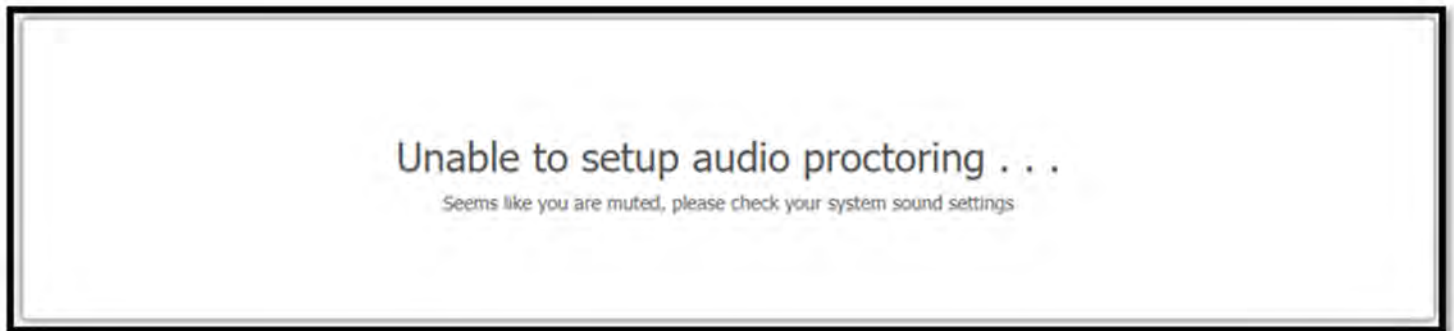 Unable to setup audio proctoring . . .
Seems like you are muted, please check your system sound settings